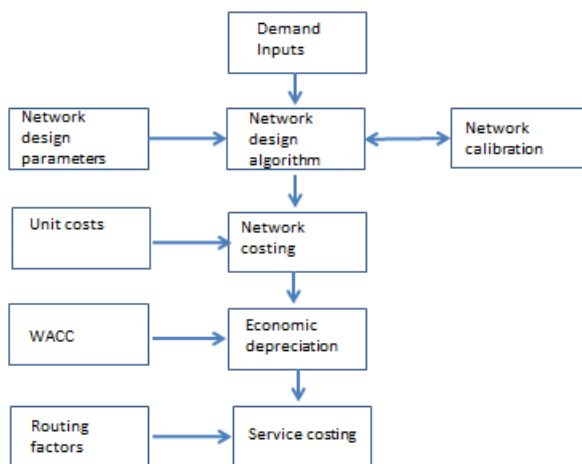 Demand
Inputs
Network
design
parameters
Network
design
algorithm
Network
calibration
Unit costs
Network
costing
WACC
Economic
depreciation
Routing
factors
Service costing